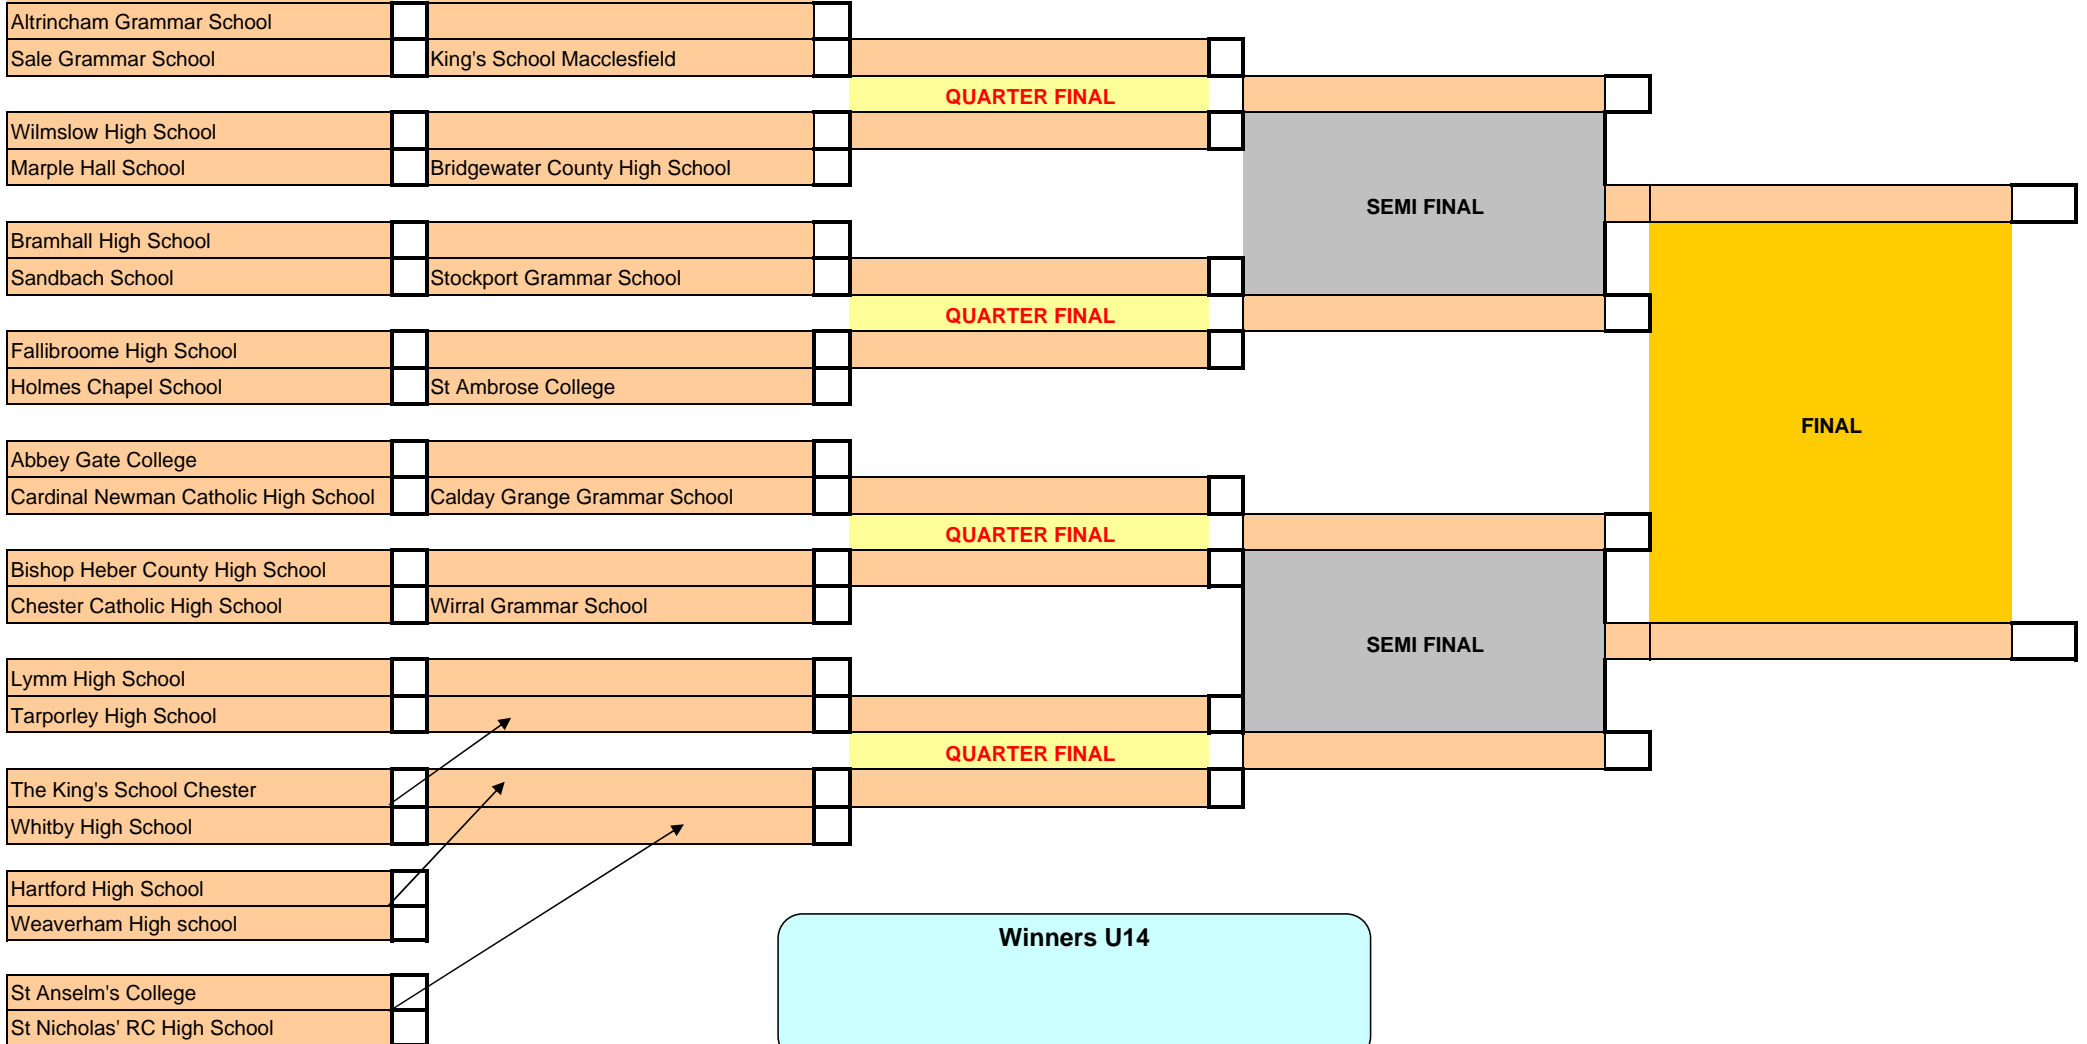 Altrincham Grammar School
Sale Grammar School
King's School Macclesfield
QUARTER FINAL
Wilmslow High School
Marple Hall School
Bridgewater County High School
SEMI FINAL
Bramhall High School
Sandbach School
Stockport Grammar School
QUARTER FINAL
Fallibroome High School
Holmes Chapel School
St Ambrose College
FINAL
Abbey Gate College
Cardinal Newman Catholic High School
Calday Grange Grammar School
QUARTER FINAL
Bishop Heber County High School
Chester Catholic High School
Wirral Grammar School
SEMI FINAL
Lymm High School
Tarporley High School
QUARTER FINAL
The King's School Chester
Whitby High School
Hartford High School
Weaverham High school
Winners U14
St Anselm's College
St Nicholas' RC High School